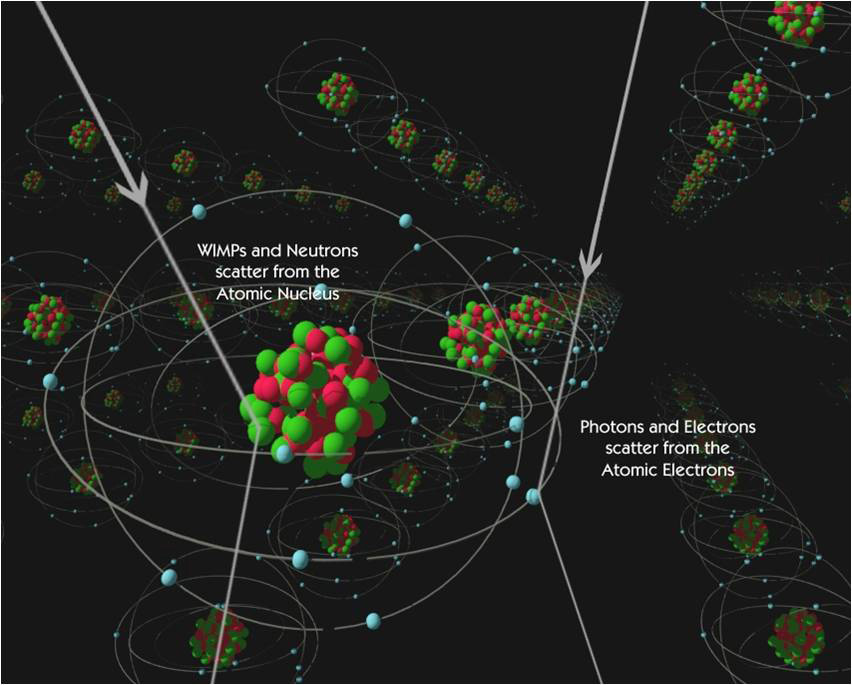 WIMPs and Neutrons
scatter from the
Atomic Nucleus
Photons and Electrons
scatter from the
Atomic Electrons